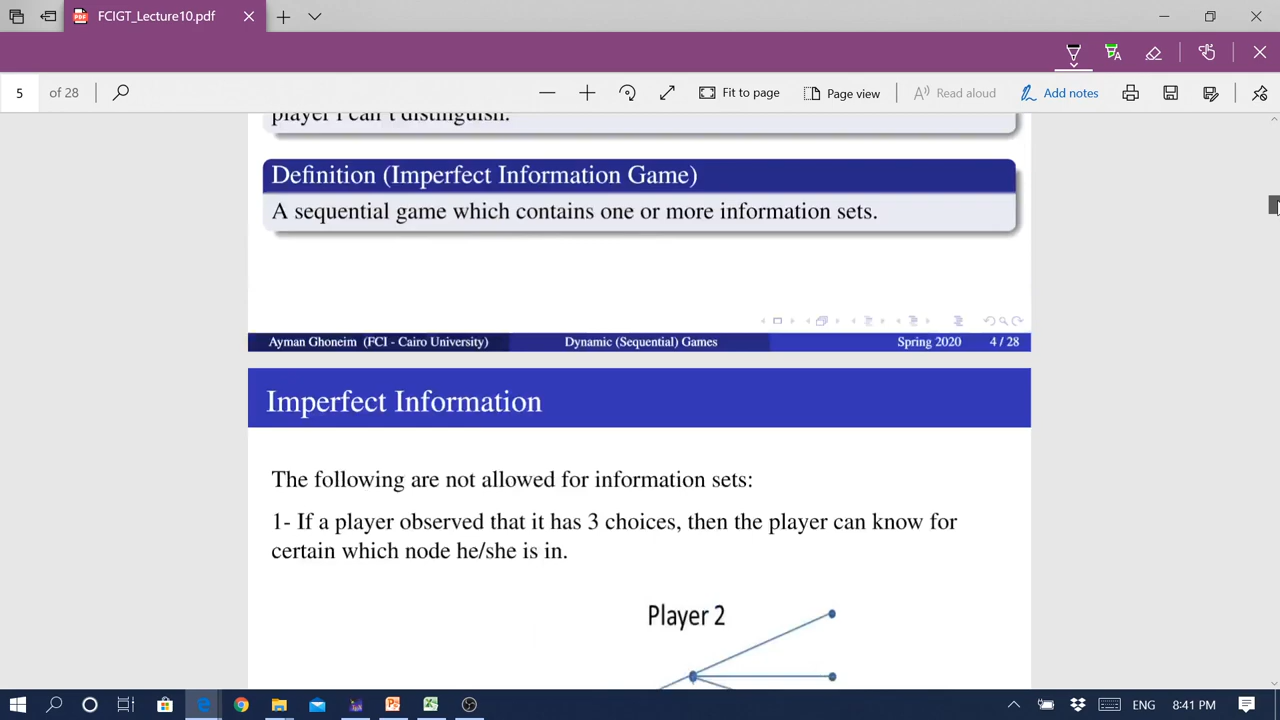 FCIGT_Lecture10.pdf
5 of 28
Fit to page
Page view
Read aloud
Add notes
player i can't distinguish.
Definition (Imperfect Information Game)
A sequential game which contains one or more information sets.
Ayman Ghoneim (FCI - Cairo University) Dynamic (Sequential) Games Spring 2020 4 / 28
Imperfect Information
The following are not allowed for information sets:
1- If a player observed that it has 3 choices, then the player can know for
certain which node he/she is in.
Player 2
ENG 8:41 PM